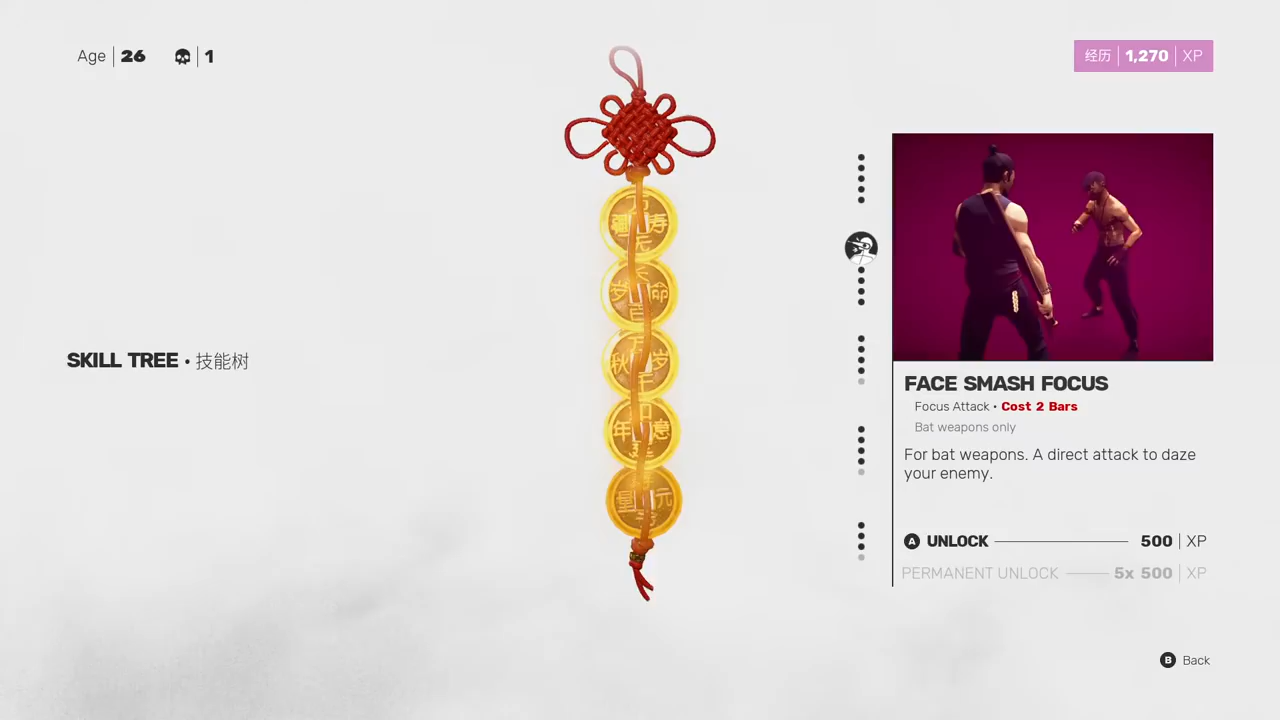 Age 26 1
经历 1,270 XP
SKILL TREE • 技能树
FACE SMASH FOCUS
Focus Attack • Cost 2 Bars
Bat weapons only
For bat weapons. A direct attack to daze
your enemy.
A UNLOCK 500 XP
PERMANENT UNLOCK 5x 500 XP
B Back